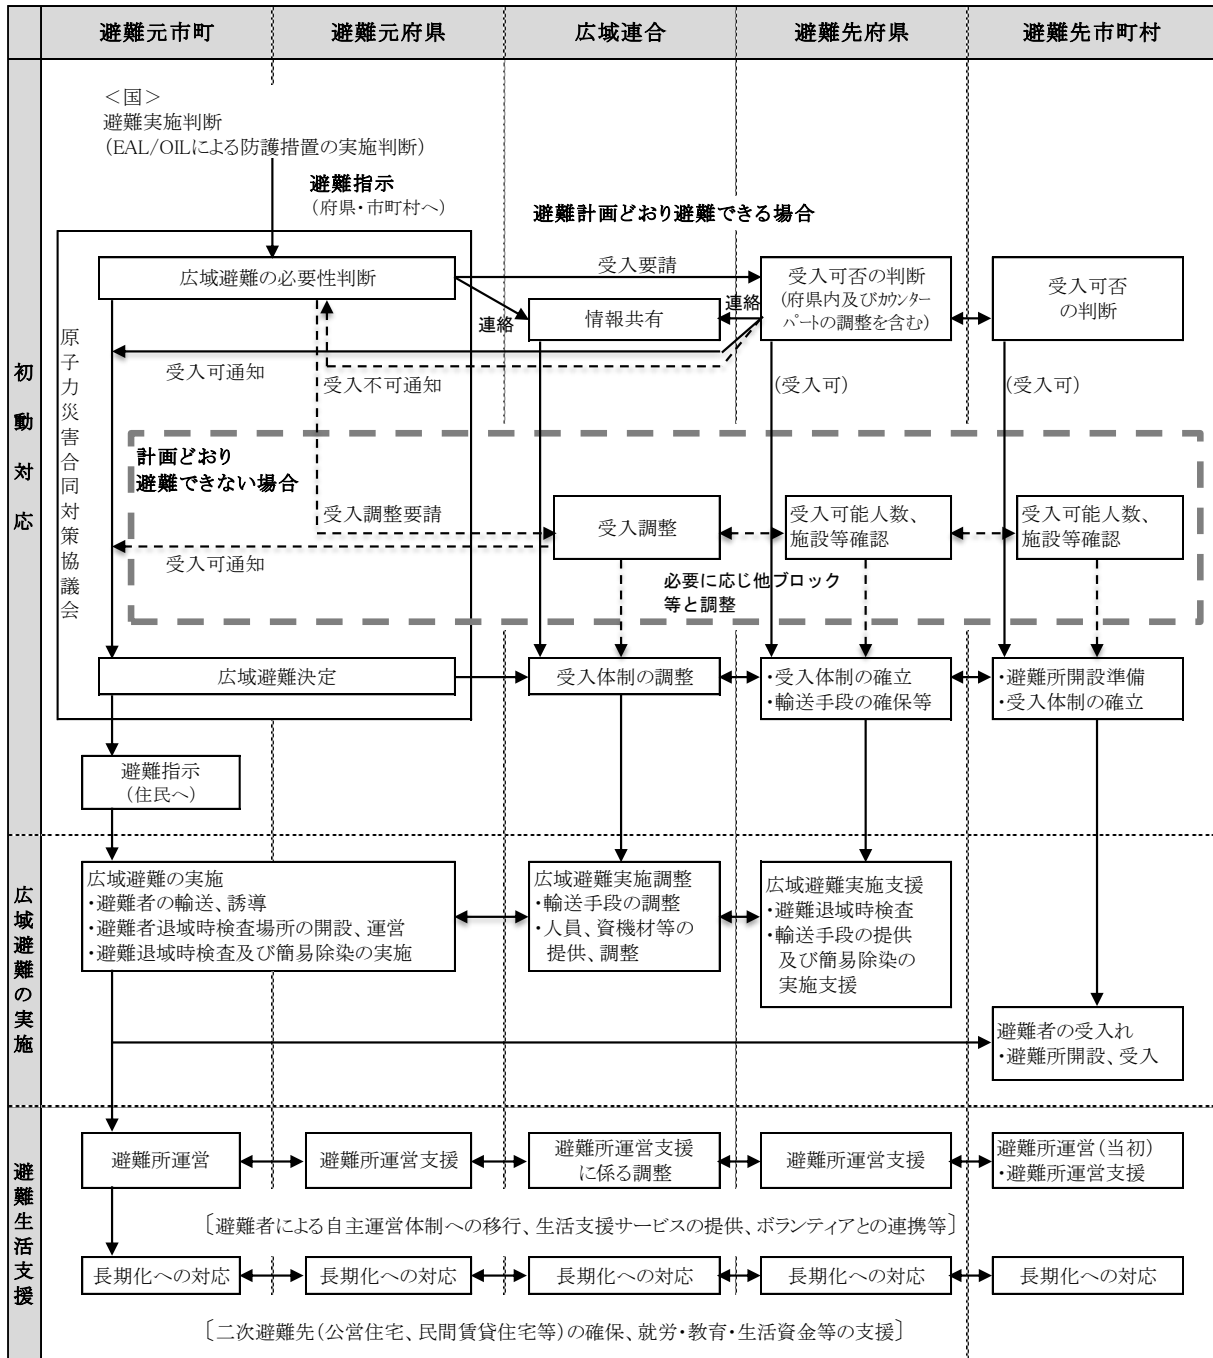 避難元市町
避難元府県
広域連合
避難先府県
避難先市町村
初動対応
＜国＞
避難実施判断
（EAL/OILによる防護措置の実施判断）
避難指示
（府県・市町村へ）
避難計画どおり避難できる場合
原子力災害合同対策協議会
広域避難の必要性判断
受入要請
連絡
情報共有
連絡
受入可否の判断
（府県内及びｶｳﾝﾀｰ
ﾊﾟｰﾄの調整を含む）
受入可否
の判断
受入可通知
受入不可通知
（受入可）
（受入可）
計画どおり
避難できない場合
受入調整要請
受入調整
受入可能人数、
施設等確認
受入可能人数、
施設等確認
受入可通知
必要に応じ他ブロック
等と調整
広域避難決定
受入体制の調整
・受入体制の確立
・輸送手段の確保等
・避難所開設準備
・受入体制の確立
避難指示
（住民へ）
広域避難の実施
広域避難の実施
・避難者の輸送、誘導
・避難者退域時検査場所の開設、運営
・避難退域時検査及び簡易除染の実施
広域避難実施調整
・輸送手段の調整
・人員、資機材等の
提供、調整
広域避難実施支援
・避難退域時検査
・輸送手段の提供
及び簡易除染の
実施支援
避難者の受入れ
・避難所開設、受入
避難生活支援
避難所運営
避難所運営支援
避難所運営支援
に係る調整
避難所運営支援
避難所運営（当初）
・避難所運営支援
〔避難者による自主運営体制への移行、生活支援サービスの提供、ボランティアとの連携等〕
長期化への対応
長期化への対応
長期化への対応
長期化への対応
長期化への対応
〔二次避難先（公営住宅、民間賃貸住宅等）の確保、就労・教育・生活資金等の支援〕